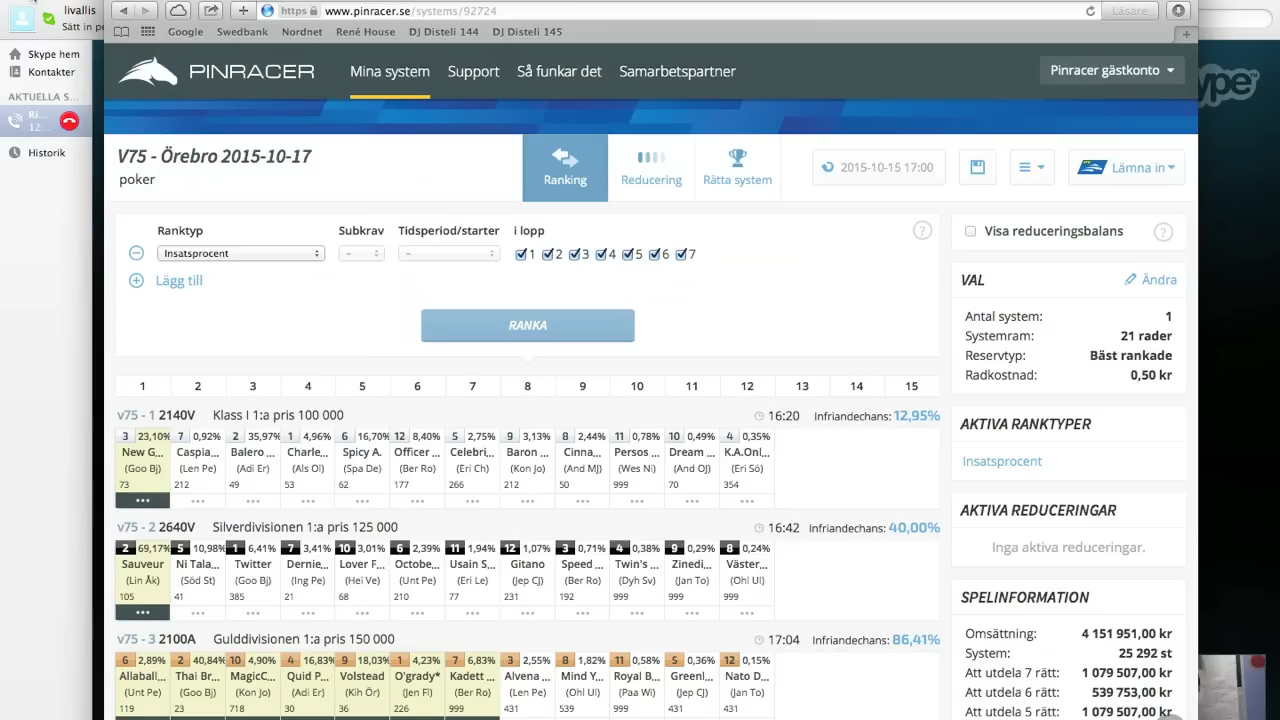 livallis
Sätt in pe
Skype hem
Kontakter
AKTUELLA S...
Ri...
12:..
Historik
https www.pinracer.se/systems/92724
Läsare
Google Swedbank Nordnet René House DJ Disteli 144 DJ Disteli 145
PINRACER Mina system Support Så funkar det Samarbetspartner Pinracer gästkonto
ype™
V75 - Örebro 2015-10-17
poker
Ranking Reducering Rätta system 2015-10-15 17:00 Lämna in
Ranktyp Subkrav Tidsperiod/starter i lopp ?
Insatsprocent – – 1 2 3 4 5 6 7
Lägg till
RANKA
Visa reduceringsbalans ?
VAL Ändra
Antal system: 1
Systemram: 21 rader
Reservtyp: Bäst rankade
Radkostnad: 0,50 kr
AKTIVA RANKTYPER
Insatsprocent
AKTIVA REDUCERINGAR
Inga aktiva reduceringar.
SPELINFORMATION
Omsättning: 4 151 951,00 kr
System: 25 292 st
Att utdela 7 rätt: 1 079 507,00 kr
Att utdela 6 rätt: 539 753,00 kr
Att utdela 5 rätt: 1 079 507,00 kr
1 2 3 4 5 6 7 8 9 10 11 12 13 14 15
v75 - 1 2140V Klass I 1:a pris 100 000 16:20 Infriandechans: 12,95%
3 23,10% 7 0,92% 2 35,97% 1 4,96% 6 16,70% 12 8,40% 5 2,75% 9 3,13% 8 2,44% 11 0,78% 10 0,49% 4 0,35%
New G... Caspia... Balero ... Charle... Spicy A. Officer ... Celebri... Baron ... Cinna... Persos ... Dream ... K.A.Onl...
(Goo Bj) (Len Pe) (Adi Er) (Als Ol) (Spa De) (Ber Ro) (Eri Ch) (Kon Jo) (And MJ) (Wes Ni) (And OJ) (Eri Sö)
73 212 49 53 62 177 266 212 50 999 70 354
v75 - 2 2640V Silverdivisionen 1:a pris 125 000 16:42 Infriandechans: 40,00%
2 69,17% 5 10,98% 1 6,41% 7 3,41% 10 3,01% 6 2,39% 11 1,94% 12 1,07% 3 0,71% 4 0,38% 9 0,29% 8 0,24%
Sauveur Ni Tala... Twitter Dernie... Lover F... Octobe... Usain S... Gitano Speed ... Twin's ... Zinedi... Väster...
(Lin Åk) (Söd St) (Goo Bj) (Ing Pe) (Hei Ve) (Unt Pe) (Eri Le) (Jep CJ) (Ber Ro) (Dyh Sv) (Jan To) (Ohl Ul)
105 41 385 21 68 210 77 231 192 999 999 999
v75 - 3 2100A Gulddivisionen 1:a pris 150 000 17:04 Infriandechans: 86,41%
6 2,89% 2 40,84% 10 4,90% 4 16,83% 9 18,03% 1 4,23% 7 6,83% 3 2,55% 8 1,82% 11 0,58% 5 0,36% 12 0,15%
Allaball... Thai Br... MagicC... Quid P... Volstead O'grady* Kadett ... Alvena ... Mind Y... Royal B... Greenl... Nato D...
(Unt Pe) (Goo Bj) (Kon Jo) (Adi Er) (Kih Ör) (Jen Fl) (Ber Ro) (Len Pe) (Ohl Ul) (Paa Wi) (Jep CJ) (Jan To)
119 23 718 30 36 226 999 431 539 999 431 999